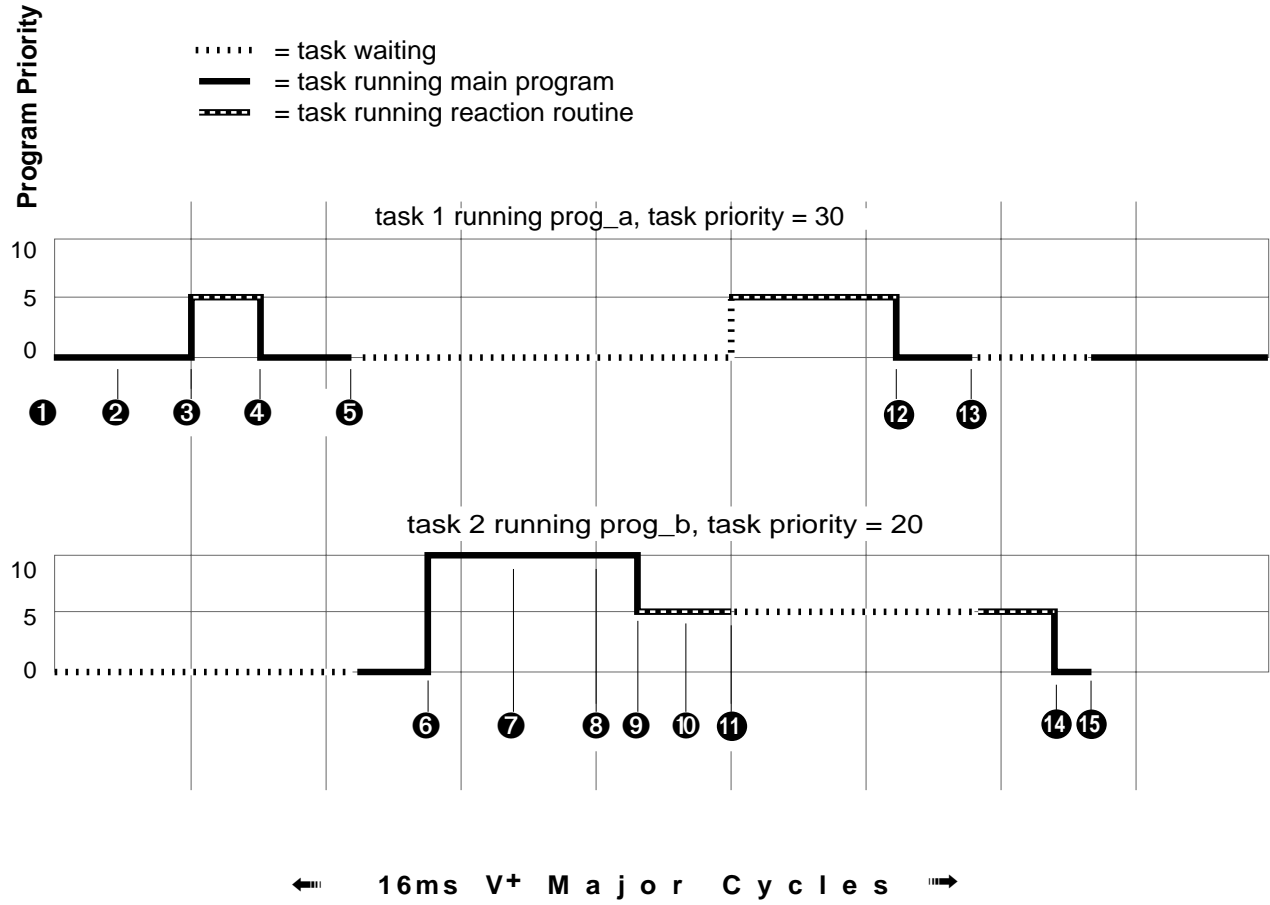 Program Priority
= task waiting
= task running main program
= task running reaction routine
task 1 running prog_a, task priority = 30
10
5
0
1 2 3 4 5 12 13
task 2 running prog_b, task priority = 20
10
5
0
6 7 8 9 10 11 14 15
16ms V+ Major Cycles